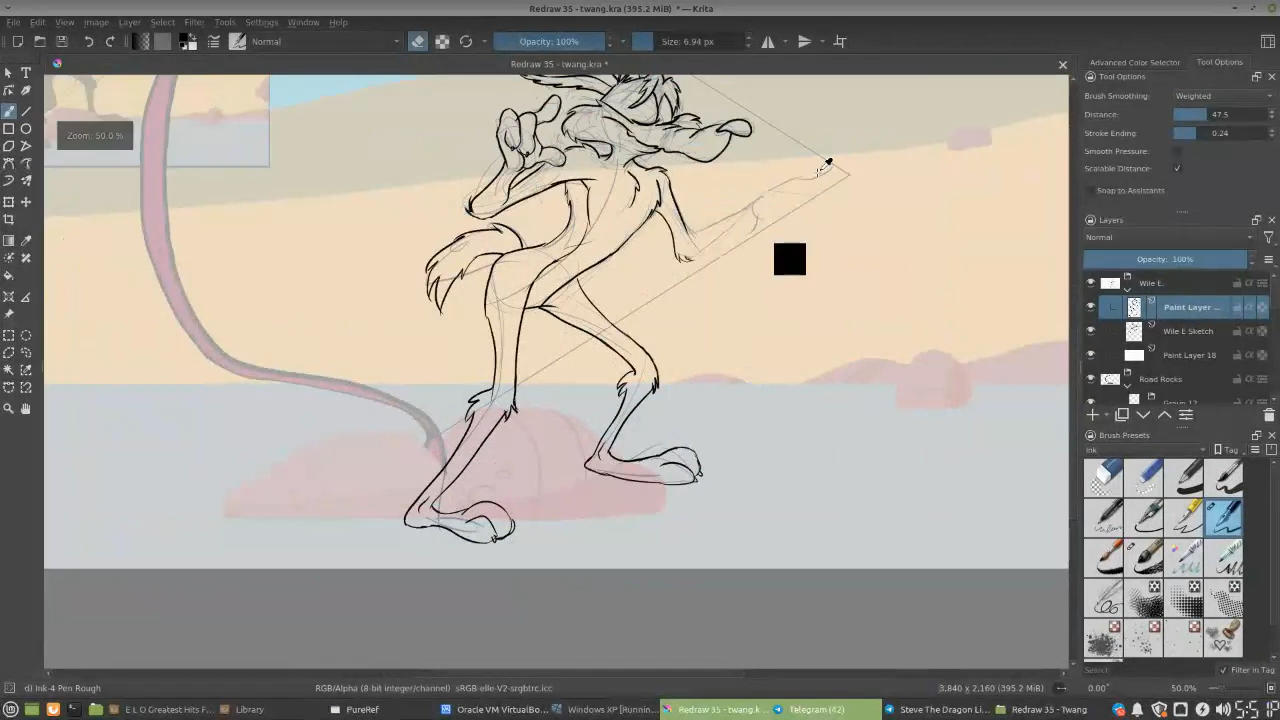 Redraw 35 - twang.kra (395.2 MiB) * — Krita
File Edit View Image Layer Select Filter Tools Settings Window Help
Normal Opacity: 100% Size: 6.94 px
Redraw 35 - twang.kra *
Advanced Color Selector Tool Options
Tool Options
Brush Smoothing: Weighted
Distance: 47.5
Stroke Ending: 0.24
Smooth Pressure:
Scalable Distance:
Snap to Assistants
Zoom: 50.0 %
Layers
Normal
Opacity: 100%
Wile E.
Paint Layer ...
Wile E Sketch
Paint Layer 18
Road Rocks
Group 12
Brush Presets
Ink Tag
Select Filter in Tag
d) Ink-4 Pen Rough RGB/Alpha (8-bit integer/channel) sRGB-elle-V2-srgbtrc.icc 3,840 x 2,160 (395.2 MiB) 0.00° 50.0%
E L O Greatest Hits F... Library PureRef Oracle VM VirtualBo... Windows XP [Runnin... Redraw 35 - twang.k... Telegram (42) Steve The Dragon Li... Redraw 35 - Twang